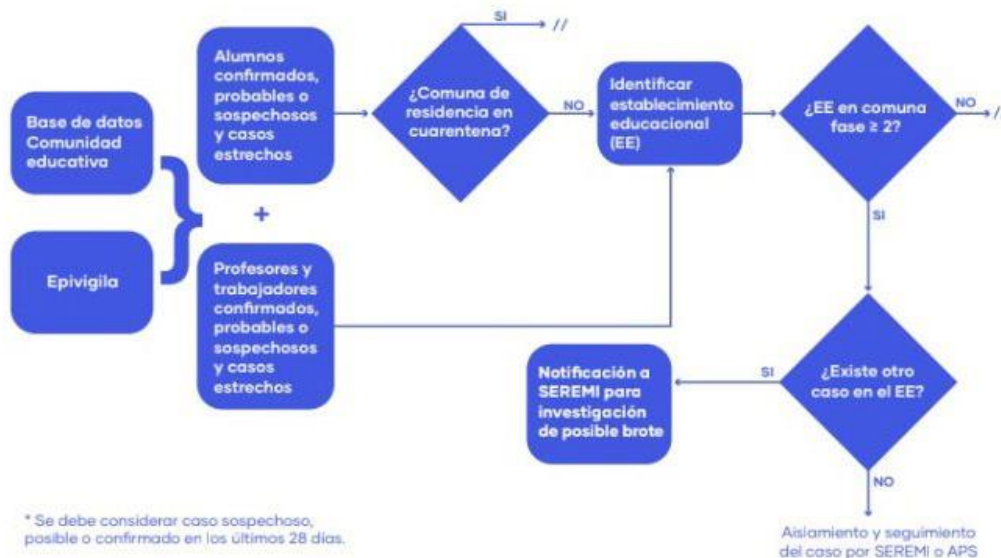 Base de datos
Comunidad
educativa
Epivigila
Alumnos
confirmados,
probables o
sospechosos
y casos
estrechos
+
Profesores y
trabajadores
confirmados,
probables o
sospechosos
y casos
estrechos
SI
//
¿Comuna de
residencia en
cuarentena?
NO
Identificar
establecimiento
educacional
(EE)
¿EE en comuna
fase ≥ 2?
NO
//
SI
¿Existe otro
caso en el EE?
SI
Notificación a
SEREMI para
investigación
de posible brote
NO
Aislamiento y seguimiento
del caso por SEREMI o APS
* Se debe considerar caso sospechoso,
posible o confirmado en los últimos 28 días.